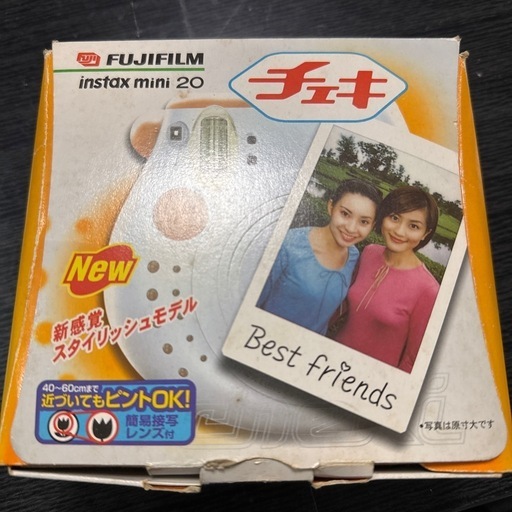 FUJIFILM
instax mini 20
チェキ
New
新感覚
スタイリッシュモデル
Best friends
40~60cmまで
近づいてもピントOK!
簡易接写
レンズ付
•写真は原寸大です